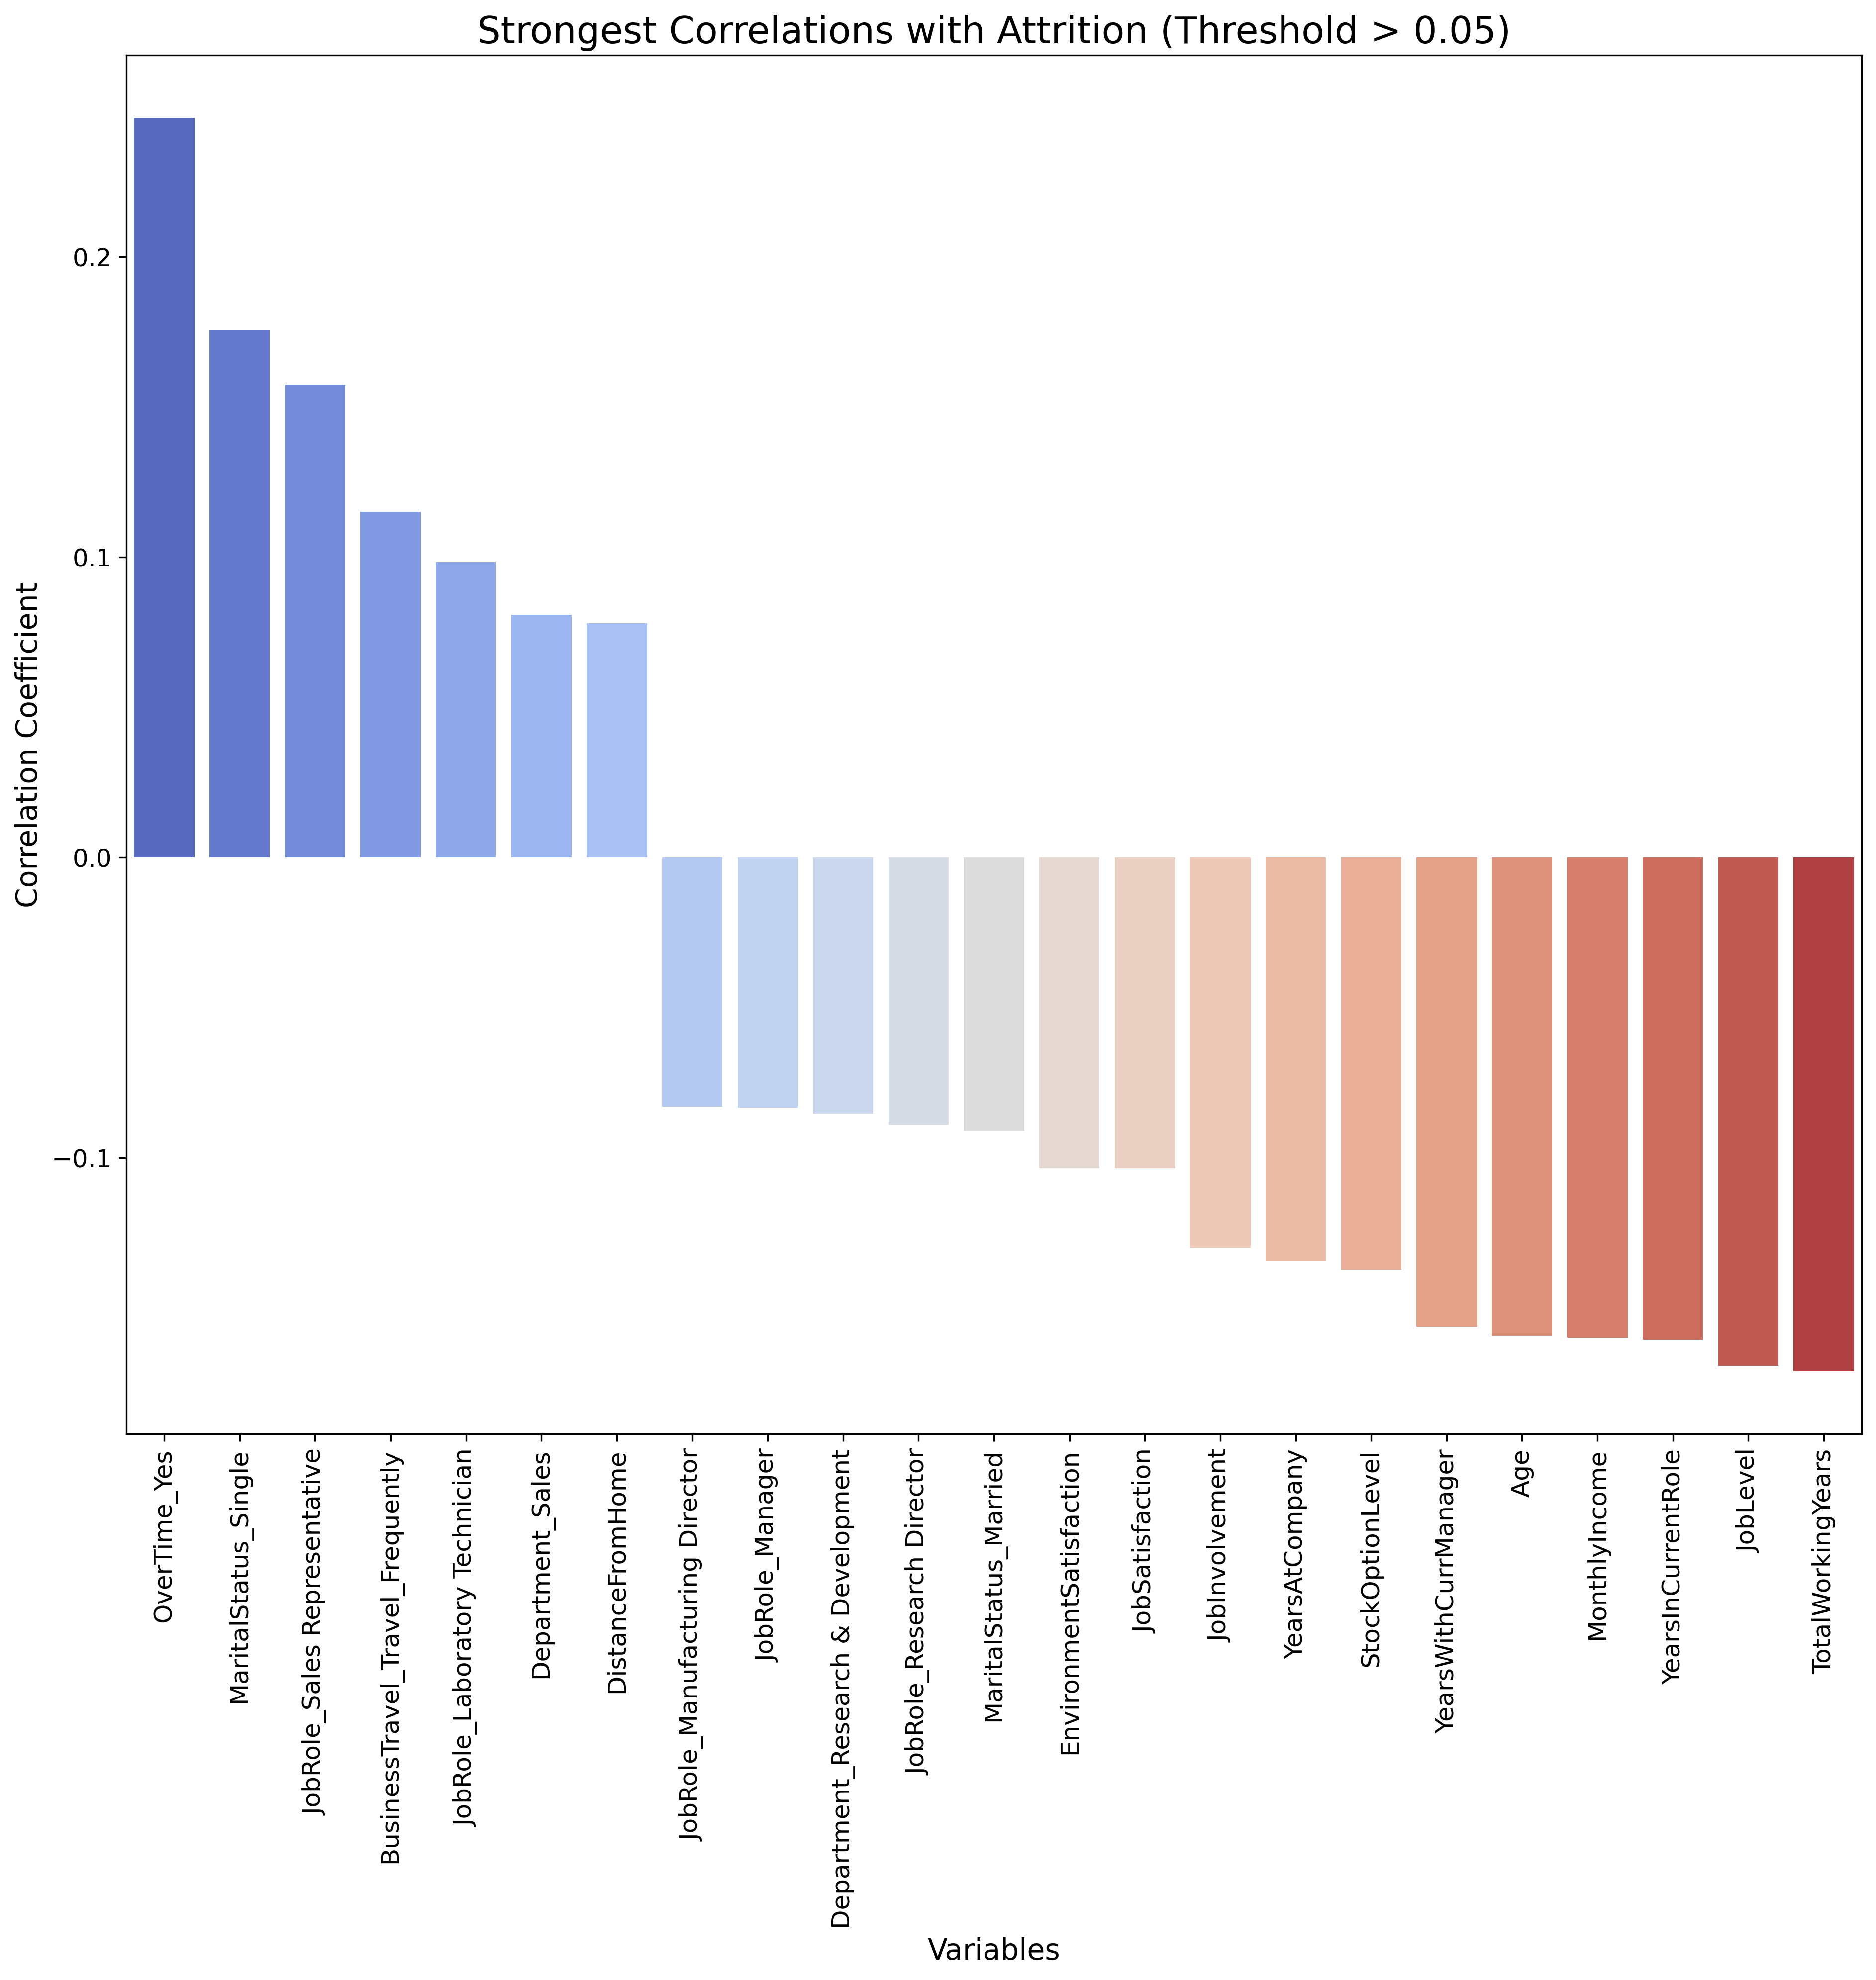 Strongest Correlations with Attrition (Threshold > 0.05)
Correlation Coefficient
0.2
0.1
0.0
−0.1
OverTime_Yes
MaritalStatus_Single
JobRole_Sales Representative
BusinessTravel_Travel_Frequently
JobRole_Laboratory Technician
Department_Sales
DistanceFromHome
JobRole_Manufacturing Director
JobRole_Manager
Department_Research & Development
JobRole_Research Director
MaritalStatus_Married
EnvironmentSatisfaction
JobSatisfaction
JobInvolvement
YearsAtCompany
StockOptionLevel
YearsWithCurrManager
Age
MonthlyIncome
YearsInCurrentRole
JobLevel
TotalWorkingYears
Variables